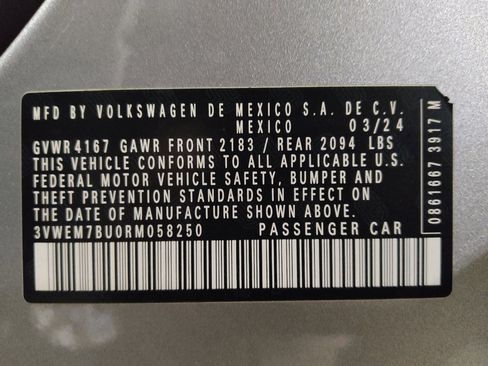 MFD BY VOLKSWAGEN DE MEXICO S.A. DE C.V.
MEXICO 03/24
GVWR4167 GAWR FRONT 2183 / REAR 2094 LBS
THIS VEHICLE CONFORMS TO ALL APPLICABLE U.S.
FEDERAL MOTOR VEHICLE SAFETY, BUMPER AND
THEFT PREVENTION STANDARDS IN EFFECT ON
THE DATE OF MANUFACTURE SHOWN ABOVE.
3VWEM7BU0RM058250 PASSENGER CAR
0861667 3917 M